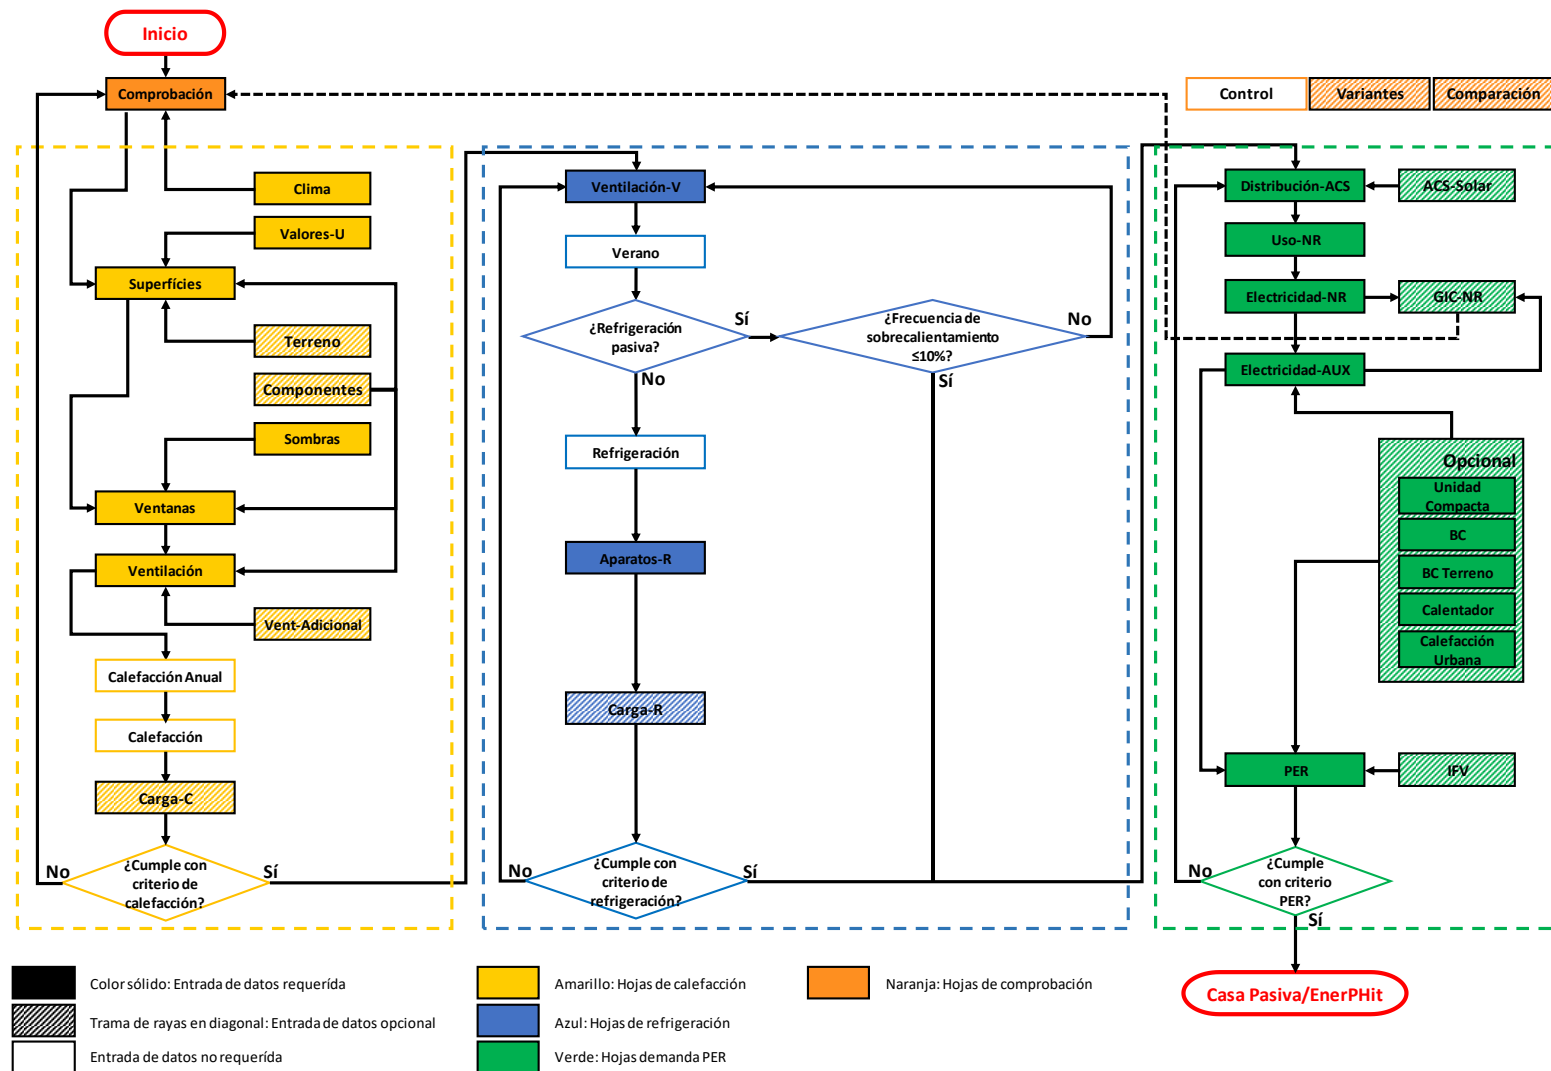 Inicio
Comprobación
Control
Variantes
Comparación
Clima
Valores-U
Superfícies
Terreno
Componentes
Sombras
Ventanas
Ventilación
Vent-Adicional
Calefacción Anual
Calefacción
Carga-C
¿Cumple con
criterio de
calefacción?
No
Sí
Ventilación-V
Verano
¿Refrigeración
pasiva?
Sí
No
¿Frecuencia de
sobrecalientamiento
≤10%?
No
Sí
Refrigeración
Aparatos-R
Carga-R
¿Cumple con
criterio de
refrigeración?
No
Sí
Distribución-ACS
ACS-Solar
Uso-NR
Electricidad-NR
GIC-NR
Electricidad-AUX
Opcional
Unidad
Compacta
BC
BC Terreno
Calentador
Calefacción
Urbana
PER
IFV
¿Cumple
con criterio
PER?
No
Sí
Casa Pasiva/EnerPHit
Color sólido: Entrada de datos requerída
Trama de rayas en diagonal: Entrada de datos opcional
Entrada de datos no requerída
Amarillo: Hojas de calefacción
Azul: Hojas de refrigeración
Verde: Hojas demanda PER
Naranja: Hojas de comprobación